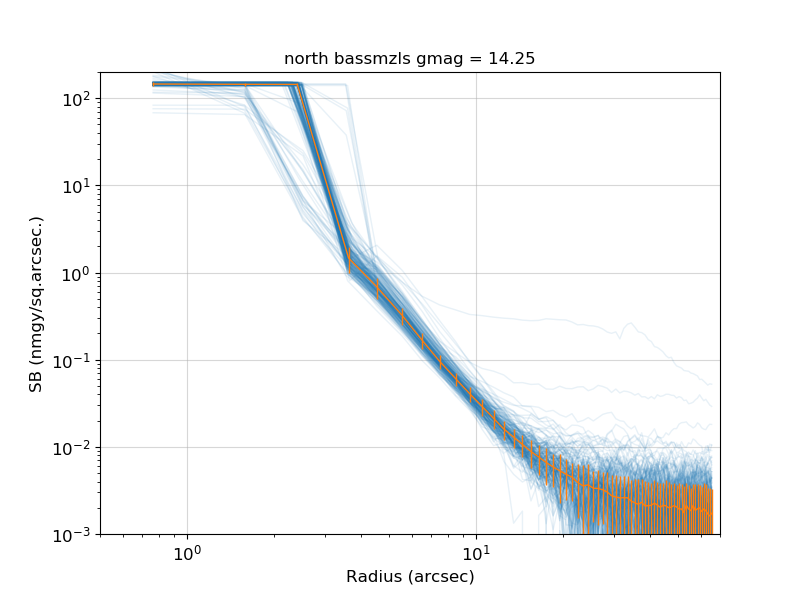 north bassmzls gmag = 14.25
SB (nmgy/sq.arcsec.)
10²
10¹
10⁰
10⁻¹
10⁻²
10⁻³
10⁰ 10¹
Radius (arcsec)